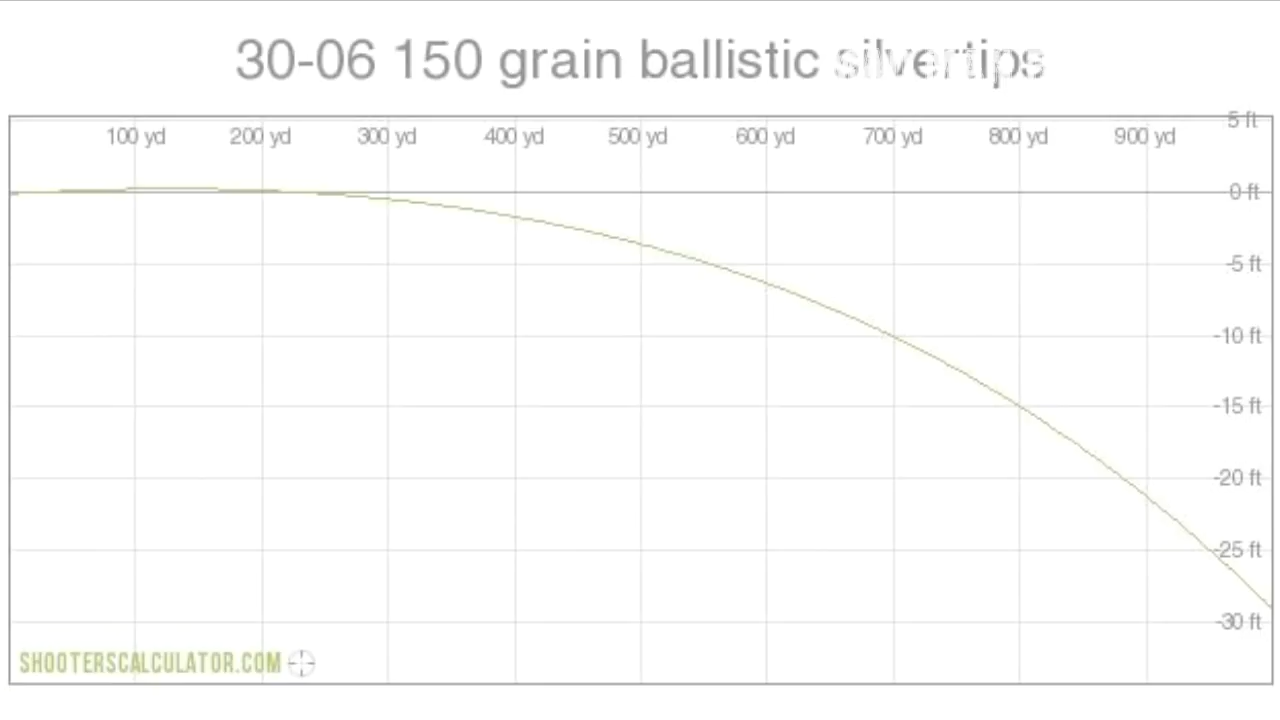 30-06 150 grain ballistic silvertips
5 ft
100 yd 200 yd 300 yd 400 yd 500 yd 600 yd 700 yd 800 yd 900 yd
0 ft
-5 ft
-10 ft
-15 ft
-20 ft
-25 ft
-30 ft
SHOOTERSCALCULATOR.COM